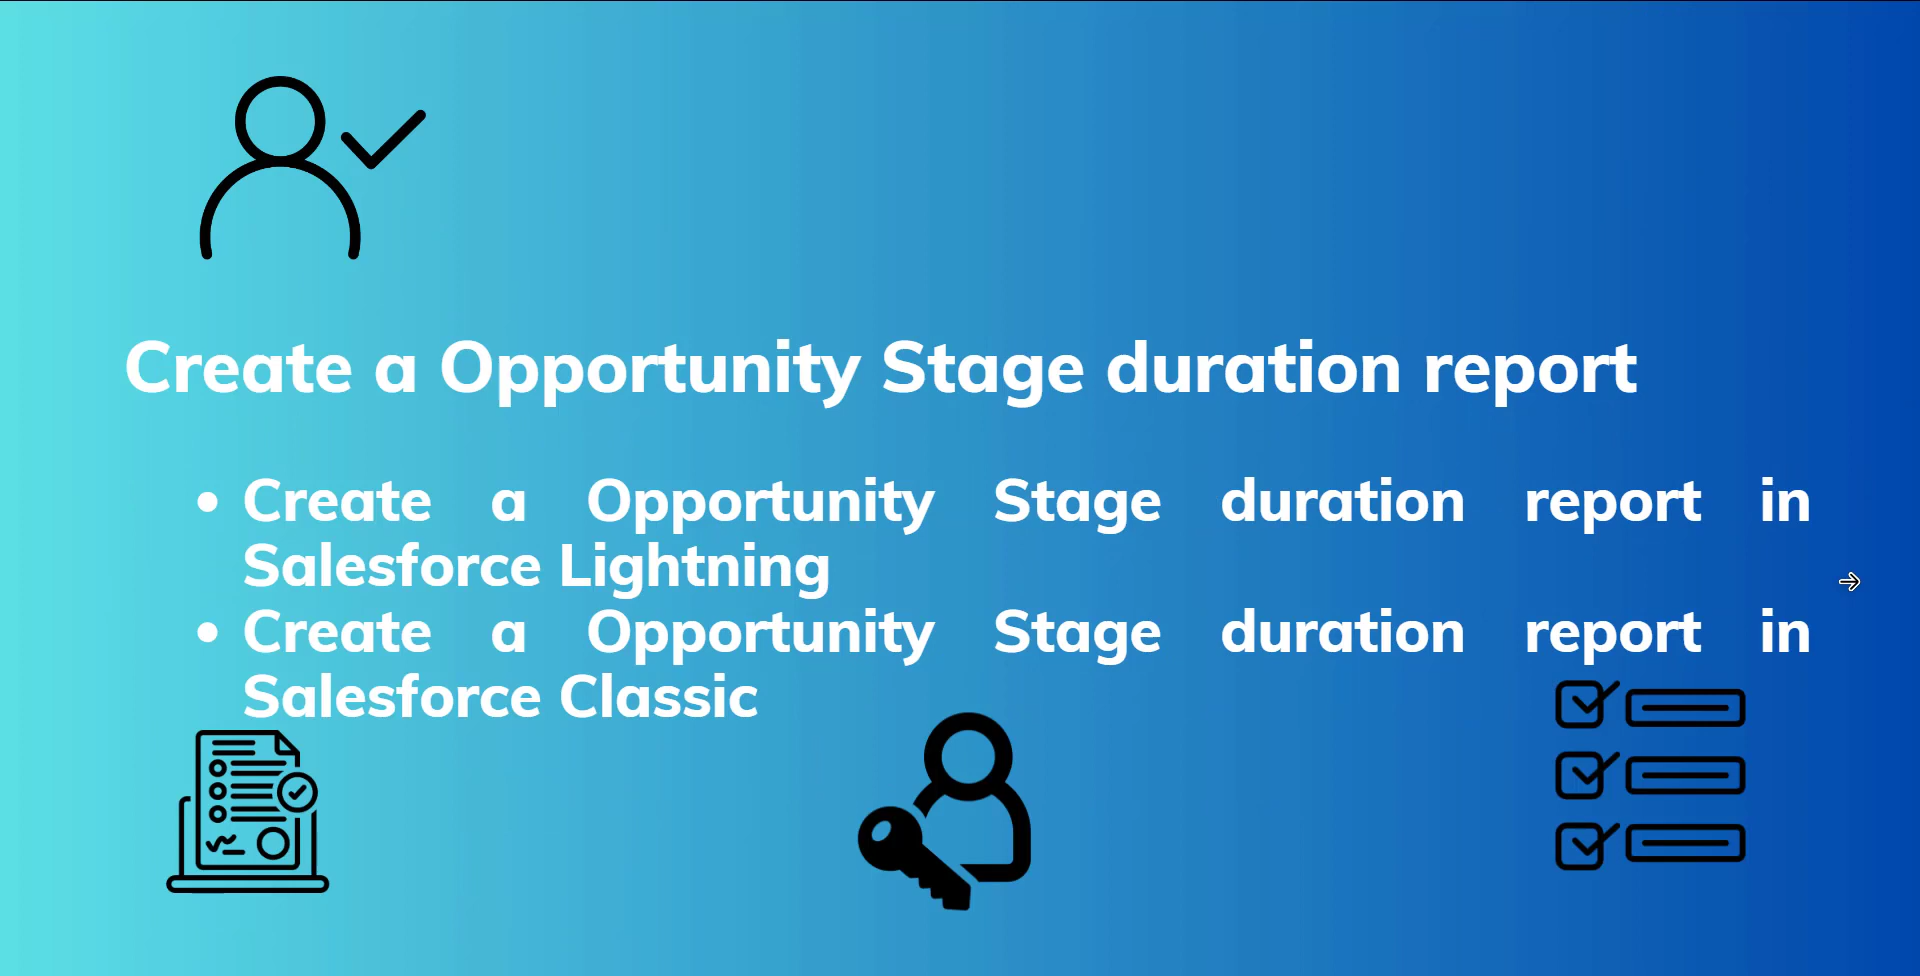 Create a Opportunity Stage duration report
• Create a Opportunity Stage duration report in
Salesforce Lightning
• Create a Opportunity Stage duration report in
Salesforce Classic